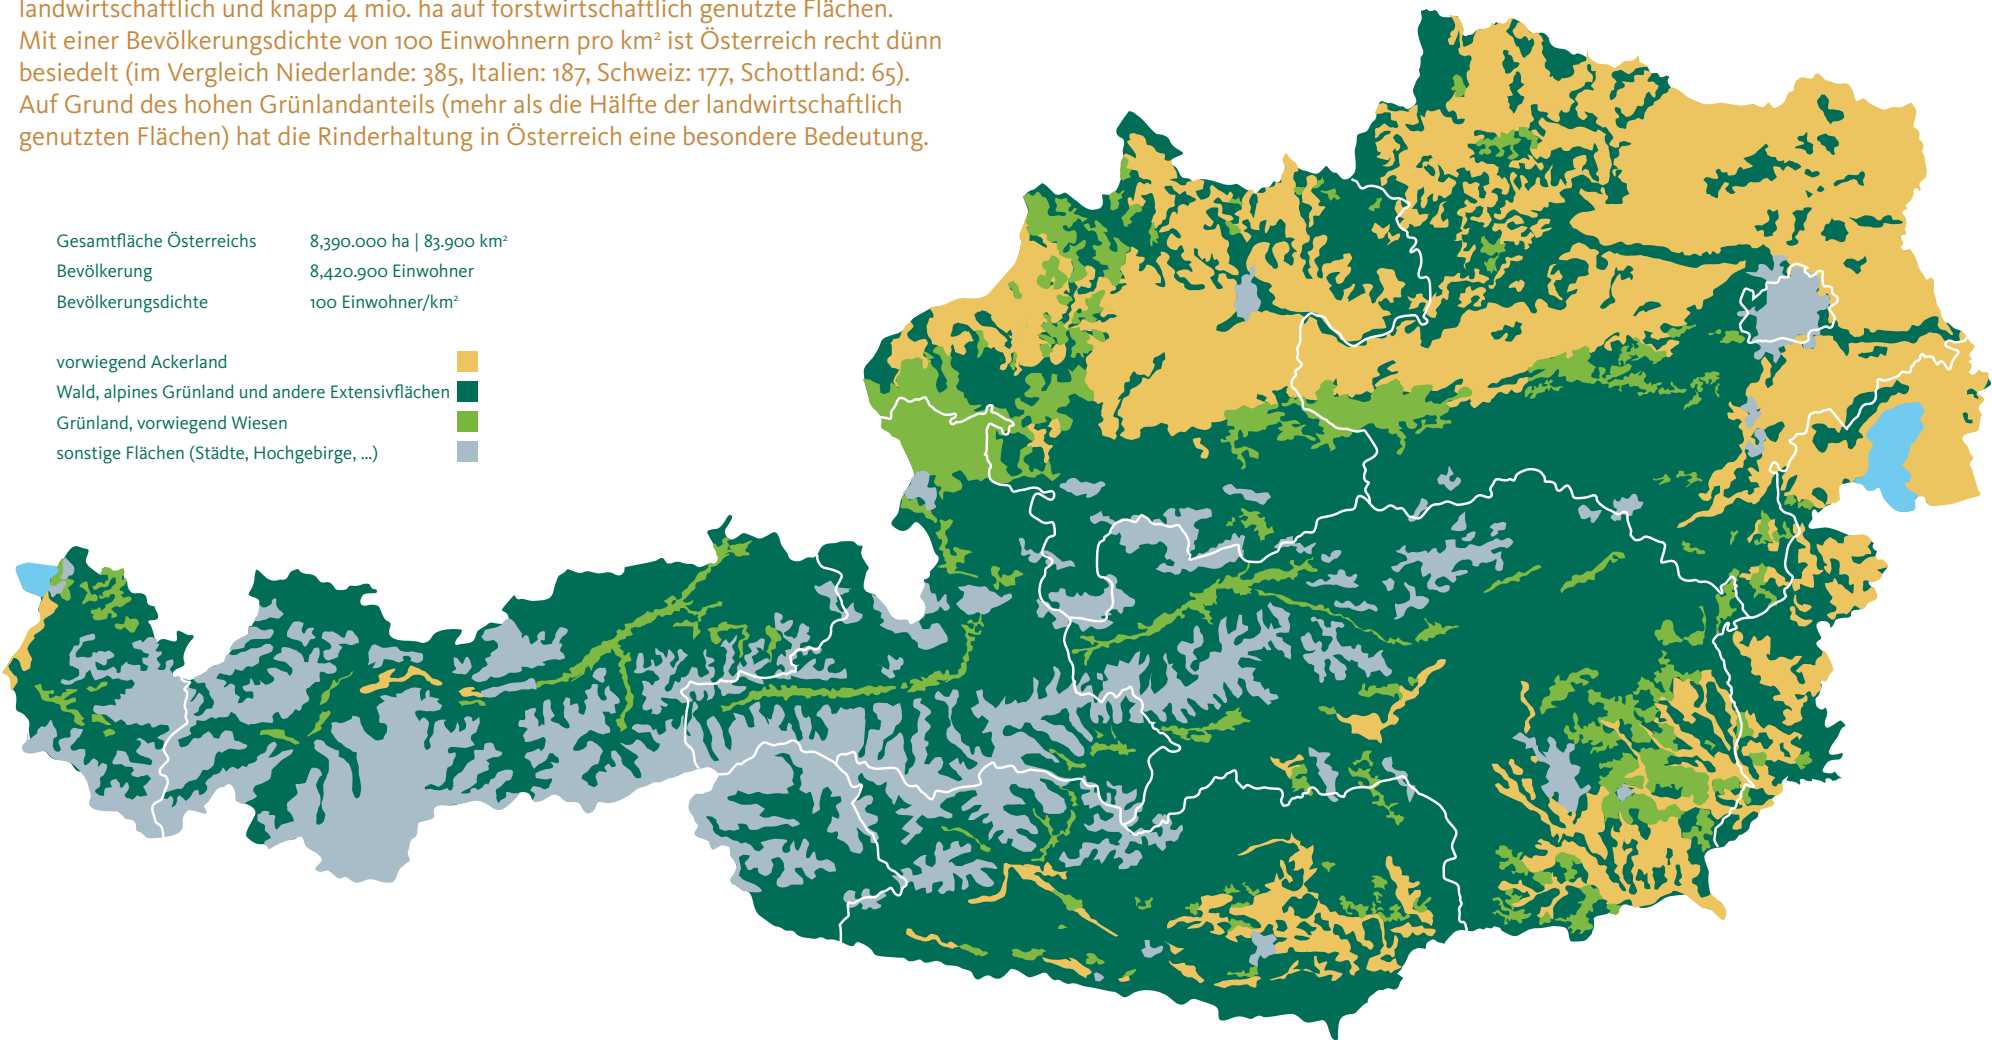 landwirtschaftlich und knapp 4 mio. ha auf forstwirtschaftlich genutzte Flächen.
Mit einer Bevölkerungsdichte von 100 Einwohnern pro km² ist Österreich recht dünn
besiedelt (im Vergleich Niederlande: 385, Italien: 187, Schweiz: 177, Schottland: 65).
Auf Grund des hohen Grünlandanteils (mehr als die Hälfte der landwirtschaftlich
genutzten Flächen) hat die Rinderhaltung in Österreich eine besondere Bedeutung.
Gesamtfläche Österreichs 8,390.000 ha | 83.900 km²
Bevölkerung 8,420.900 Einwohner
Bevölkerungsdichte 100 Einwohner/km²
vorwiegend Ackerland
Wald, alpines Grünland und andere Extensivflächen
Grünland, vorwiegend Wiesen
sonstige Flächen (Städte, Hochgebirge, ...)